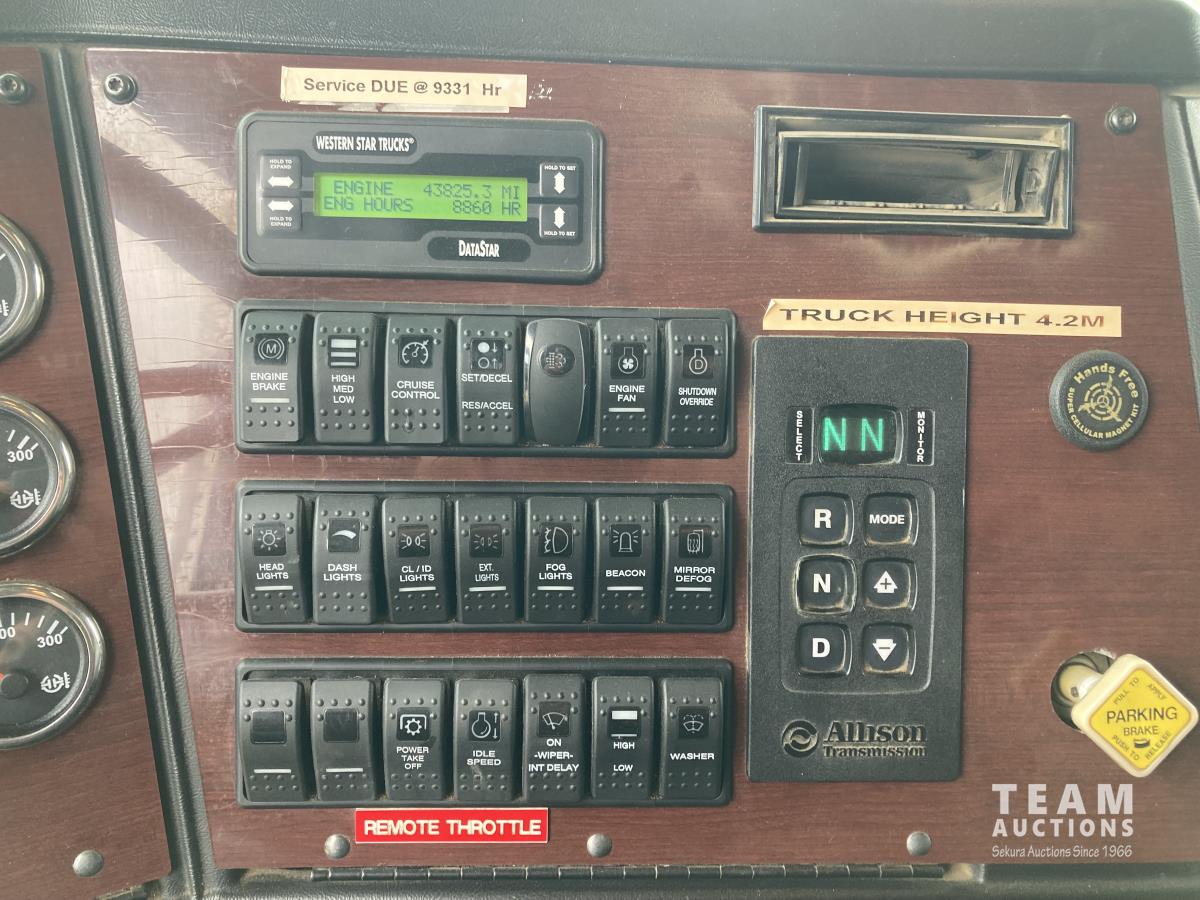 Service DUE @ 9331 Hr
WESTERN STAR TRUCKS®
HOLD TO
EXPAND
HOLD TO SET
ENGINE 43825.3 MI
ENG HOURS 8860 HR
HOLD TO
EXPAND
HOLD TO SET
DATASTAR
TRUCK HEIGHT 4.2M
M
ENGINE
BRAKE
HIGH
MED
LOW
CRUISE
CONTROL
SET/DECEL
RES/ACCEL
ENGINE
FAN
D
SHUTDOWN
OVERRIDE
SELECT
NN
MONITOR
Hands Free
SUPER CELLULAR MAGNET KIT
300
HEAD
LIGHTS
DASH
LIGHTS
CL / ID
LIGHTS
EXT.
LIGHTS
FOG
LIGHTS
BEACON
MIRROR
DEFOG
R
MODE
N
D
300
POWER
TAKE
OFF
IDLE
SPEED
ON
-WIPER-
INT DELAY
HIGH
LOW
WASHER
Allison
Transmission
PULL TO APPLY
PARKING
BRAKE
PUSH TO RELEASE
REMOTE THROTTLE
TEAM
AUCTIONS
Sekura Auctions Since 1966